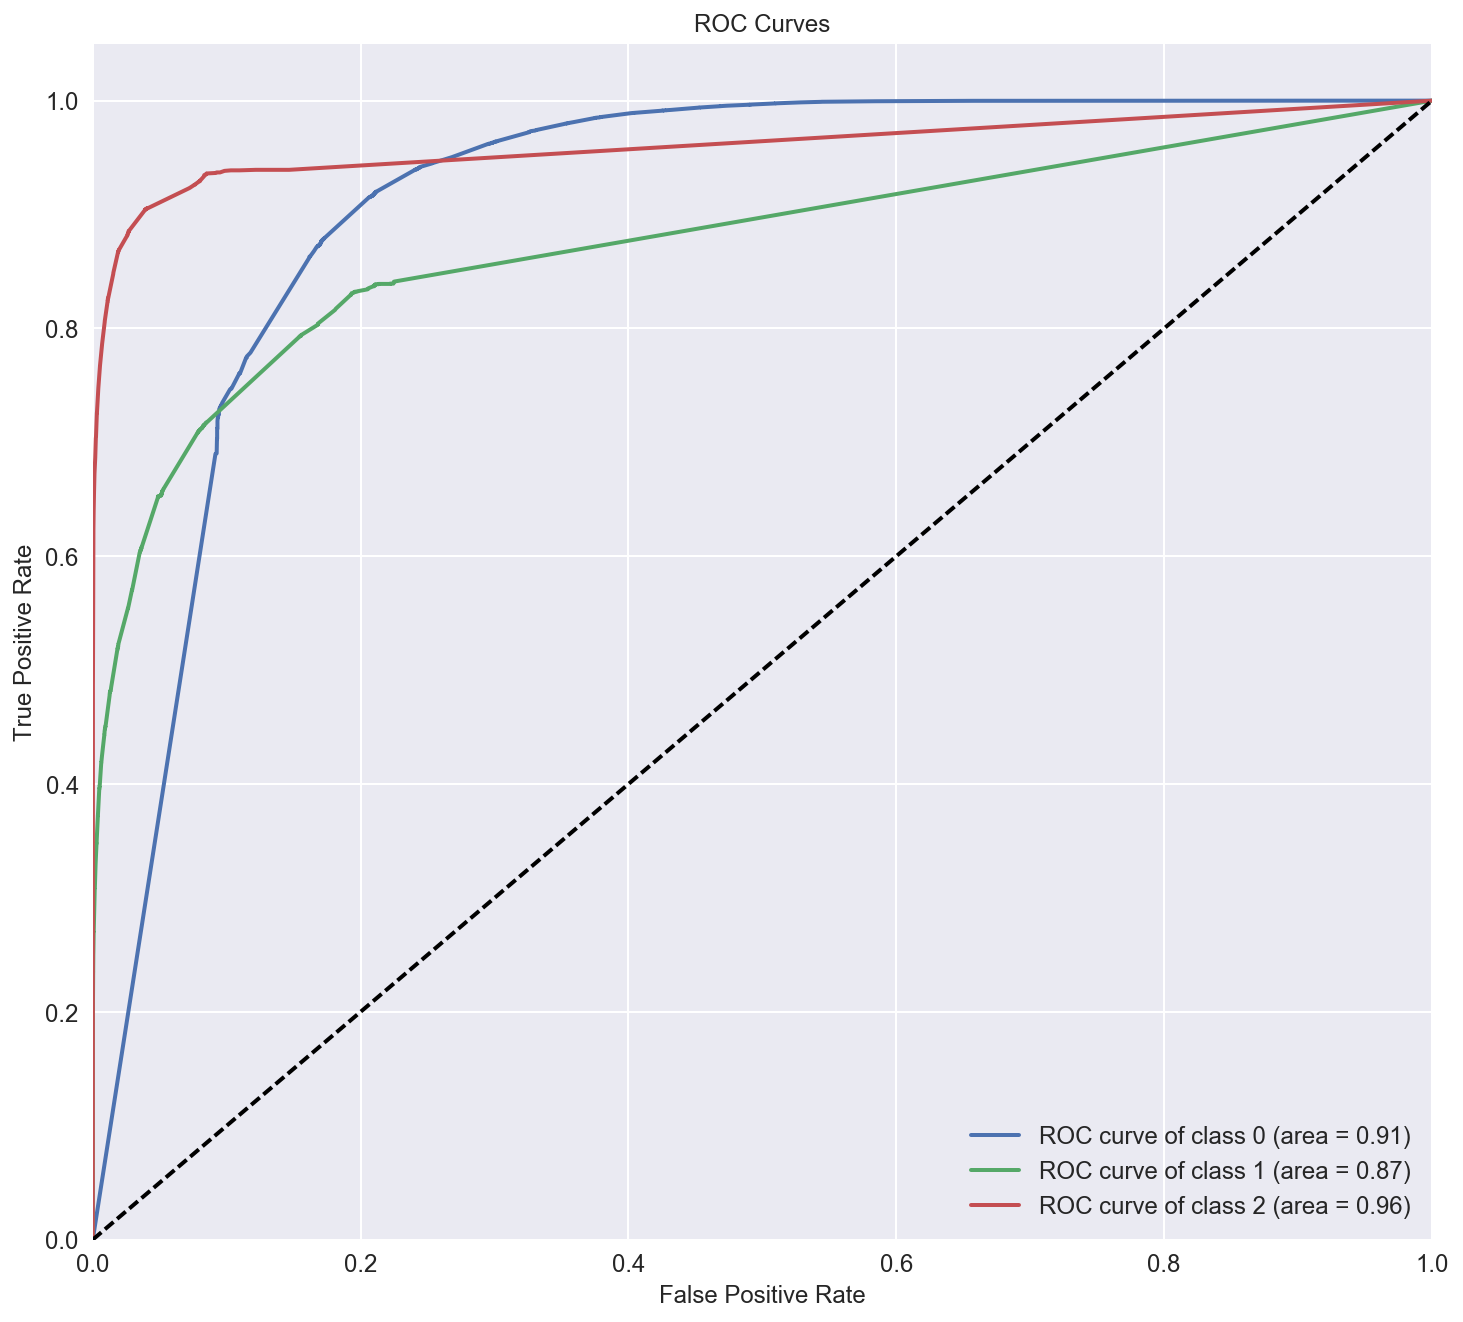 ROC Curves
1.0
0.8
0.6
0.4
0.2
0.0
True Positive Rate
0.0 0.2 0.4 0.6 0.8 1.0
False Positive Rate
ROC curve of class 0 (area = 0.91)
ROC curve of class 1 (area = 0.87)
ROC curve of class 2 (area = 0.96)